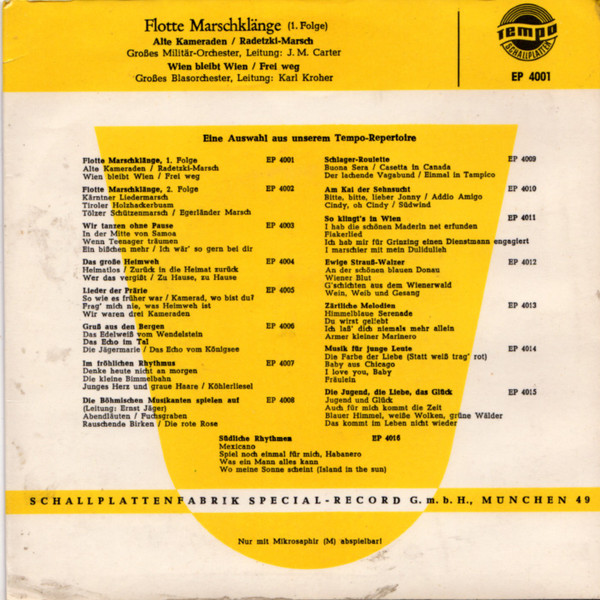 Flotte Marschklänge (1. Folge)
Alte Kameraden / Radetzki-Marsch
Großes Militär-Orchester, Leitung: J. M. Carter
Wien bleibt Wien / Frei weg
Großes Blasorchester, Leitung: Karl Kroher
Tempo
SCHALLPLATTEN
EP 4001
Eine Auswahl aus unserem Tempo-Repertoire
Flotte Marschklänge, 1. Folge EP 4001
Alte Kameraden / Radetzki-Marsch
Wien bleibt Wien / Frei weg
Flotte Marschklänge, 2. Folge EP 4002
Kärntner Liedermarsch
Tiroler Holzhackerbuam
Tölzer Schützenmarsch / Egerländer Marsch
Wir tanzen ohne Pause EP 4003
In der Mitte von Samoa
Wenn Teenager träumen
Ein bißchen mehr / Ich wär' so gern bei dir
Das große Heimweh EP 4004
Heimatlos / Zurück in die Heimat zurück
Wer das vergißt / Zu Hause, zu Hause
Lieder der Prärie EP 4005
So wie es früher war / Kamerad, wo bist du?
Frag' mich nie, was Heimweh ist
Wir waren drei Kameraden
Gruß aus den Bergen EP 4006
Das Edelweiß vom Wendelstein
Das Echo im Tal
Die Jägermarie / Das Echo vom Königsee
Im fröhlichen Rhythmus EP 4007
Denke heute nicht an morgen
Die kleine Bimmelbahn
Junges Herz und graue Haare / Köhlerliesel
Die Böhmischen Musikanten spielen auf EP 4008
(Leitung: Ernst Jäger)
Abendläuten / Fuchsgraben
Rauschende Birken / Die rote Rose
Schlager-Roulette EP 4009
Buona Sera / Casetta in Canada
Der lachende Vagabund / Einmal in Tampico
Am Kai der Sehnsucht EP 4010
Bitte, bitte, lieber Jonny / Addio Amigo
Cindy, oh Cindy / Südwind
So klingt's in Wien EP 4011
I hab die schönen Maderln net erfunden
Fiakerlied
Ich hab mir für Grinzing einen Dienstmann engagiert
I marschier mit mein Dulidulieh
Ewige Strauß-Walzer EP 4012
An der schönen blauen Donau
Wiener Blut
G'schichten aus dem Wienerwald
Wein, Weib und Gesang
Zärtliche Melodien EP 4013
Himmelblaue Serenade
Du wirst geliebt
Ich laß' dich niemals mehr allein
Armer kleiner Marinero
Musik für junge Leute EP 4014
Die Farbe der Liebe (Statt weiß trag' rot)
Baby aus Chicago
I love you, Baby
Fräulein
Die Jugend, die Liebe, das Glück EP 4015
Jugend und Glück
Auch für mich kommt die Zeit
Blauer Himmel, weiße Wolken, grüne Wälder
Das kommt im Leben nicht wieder
Südliche Rhythmen EP 4016
Mexicano
Spiel noch einmal für mich, Habanero
Was ein Mann alles kann
Wo meine Sonne scheint (Island in the sun)
SCHALLPLATTENFABRIK SPECIAL-RECORD G.m.b.H., MÜNCHEN 49
Nur mit Mikrosaphir (M) abspielbar!